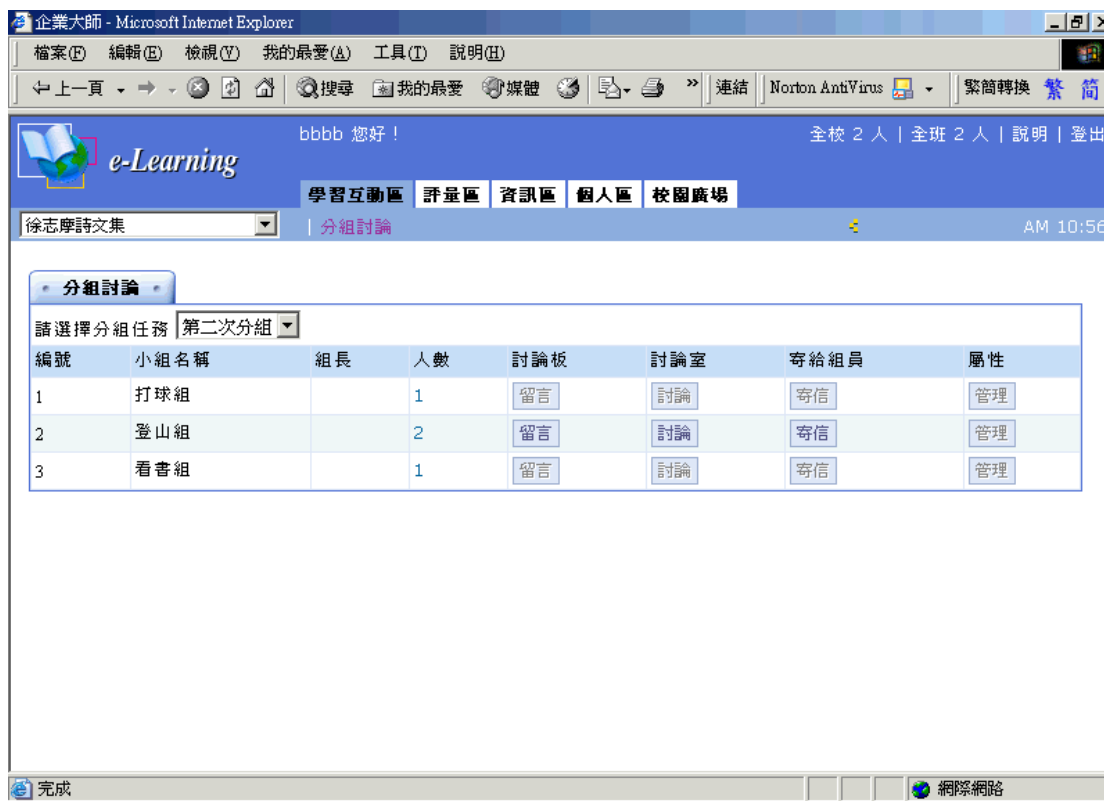 企業大師 - Microsoft Internet Explorer
檔案(F) 編輯(E) 檢視(V) 我的最愛(A) 工具(T) 說明(H)
上一頁 搜尋 我的最愛 媒體 » 連結 Norton AntiVirus 繁簡轉換 繁 简
bbbb 您好! 全校 2 人 | 全班 2 人 | 說明 | 登出
e-Learning
學習互動區 評量區 資訊區 個人區 校園廣場
徐志摩詩文集 | 分組討論 AM 10:56
分組討論
請選擇分組任務 第二次分組
編號 小組名稱 組長 人數 討論板 討論室 寄給組員 屬性
1 打球組 1 留言 討論 寄信 管理
2 登山組 2 留言 討論 寄信 管理
3 看書組 1 留言 討論 寄信 管理
完成 網際網路